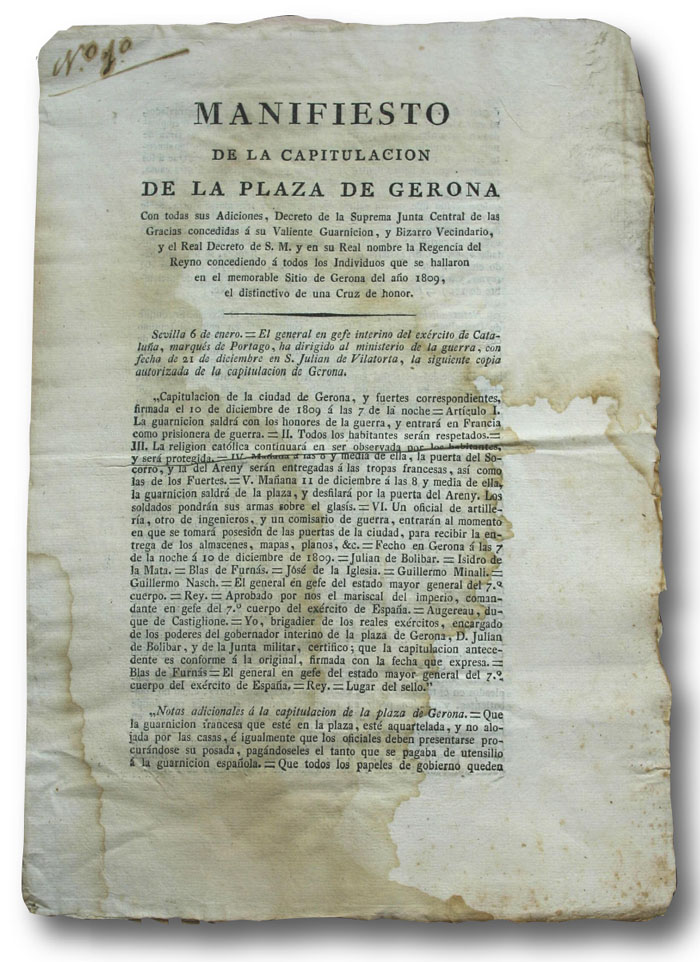 N.º 1.º
MANIFIESTO
DE LA CAPITULACION
DE LA PLAZA DE GERONA
Con todas sus Adiciones, Decreto de la Suprema Junta Central de las
Gracias concedidas á su Valiente Guarnicion, y Bizarro Vecindario,
y el Real Decreto de S. M. y en su Real nombre la Regencia del
Reyno concediendo á todos los Individuos que se hallaron
en el memorable Sitio de Gerona del año 1809,
el distintivo de una Cruz de honor.
Sevilla 6 de enero. = El general en gefe interino del exército de Cata-
luña, marqués de Portago, ha dirigido al ministerio de la guerra, con
fecha de 21 de diciembre en S. Julian de Vilatorta, la siguiente copia
autorizada de la capitulacion de Gerona.
„Capitulacion de la ciudad de Gerona, y fuertes correspondientes,
firmada el 10 de diciembre de 1809 á las 7 de la noche = Artículo I.
La guarnicion saldrá con los honores de la guerra, y entrará en Francia
como prisionera de guerra. = II. Todos los habitantes serán respetados. =
III. La religion católica continuará en ser observada por los habitantes,
y será protegida. = IV. Mañana á las 8 y media de ella, la puerta del So-
corro, y la del Areny serán entregadas á las tropas francesas, así como
las de los Fuertes. = V. Mañana 11 de diciembre á las 8 y media de ella,
la guarnicion saldrá de la plaza, y desfilará por la puerta del Areny. Los
soldados pondrán sus armas sobre el glasís. = VI. Un oficial de artille-
ría, otro de ingenieros, y un comisario de guerra, entrarán al momento
en que se tomará posesión de las puertas de la ciudad, para recibir la en-
trega de los almacenes, mapas, planos, &c. = Fecho en Gerona á las 7
de la noche á 10 de diciembre de 1809. = Julian de Bolibar. = Isidro de
la Mata. = Blas de Furnás. = José de la Iglesia. = Guillermo Minali. =
Guillermo Nasch. = El general en gefe del estado mayor general del 7.º
cuerpo. = Rey. = Aprobado por nos el mariscal del imperio, coman-
dante en gefe del 7.º cuerpo del exército de España. = Augereau, du-
que de Castiglione. = Yo, brigadier de los reales exércitos, encargado
de los poderes del gobernador interino de la plaza de Gerona, D. Julian
de Bolibar, y de la Junta militar, certifico; que la capitulacion antece-
dente es conforme á la original, firmada con la fecha que expresa. =
Blas de Furnás = El general en gefe del estado mayor general del 7.º
cuerpo del exército de España. = Rey. = Lugar del sello.”
„Notas adicionales á la capitulacion de la plaza de Gerona. = Que
la guarnicion francesa que esté en la plaza, esté aquartelada, y no alo-
jada por las casas, é igualmente que los oficiales deben presentarse pro-
curándose su posada, pagándoseles el tanto que se pagaba de utensilio
á la guarnicion española. = Que todos los papeles de gobierno queden